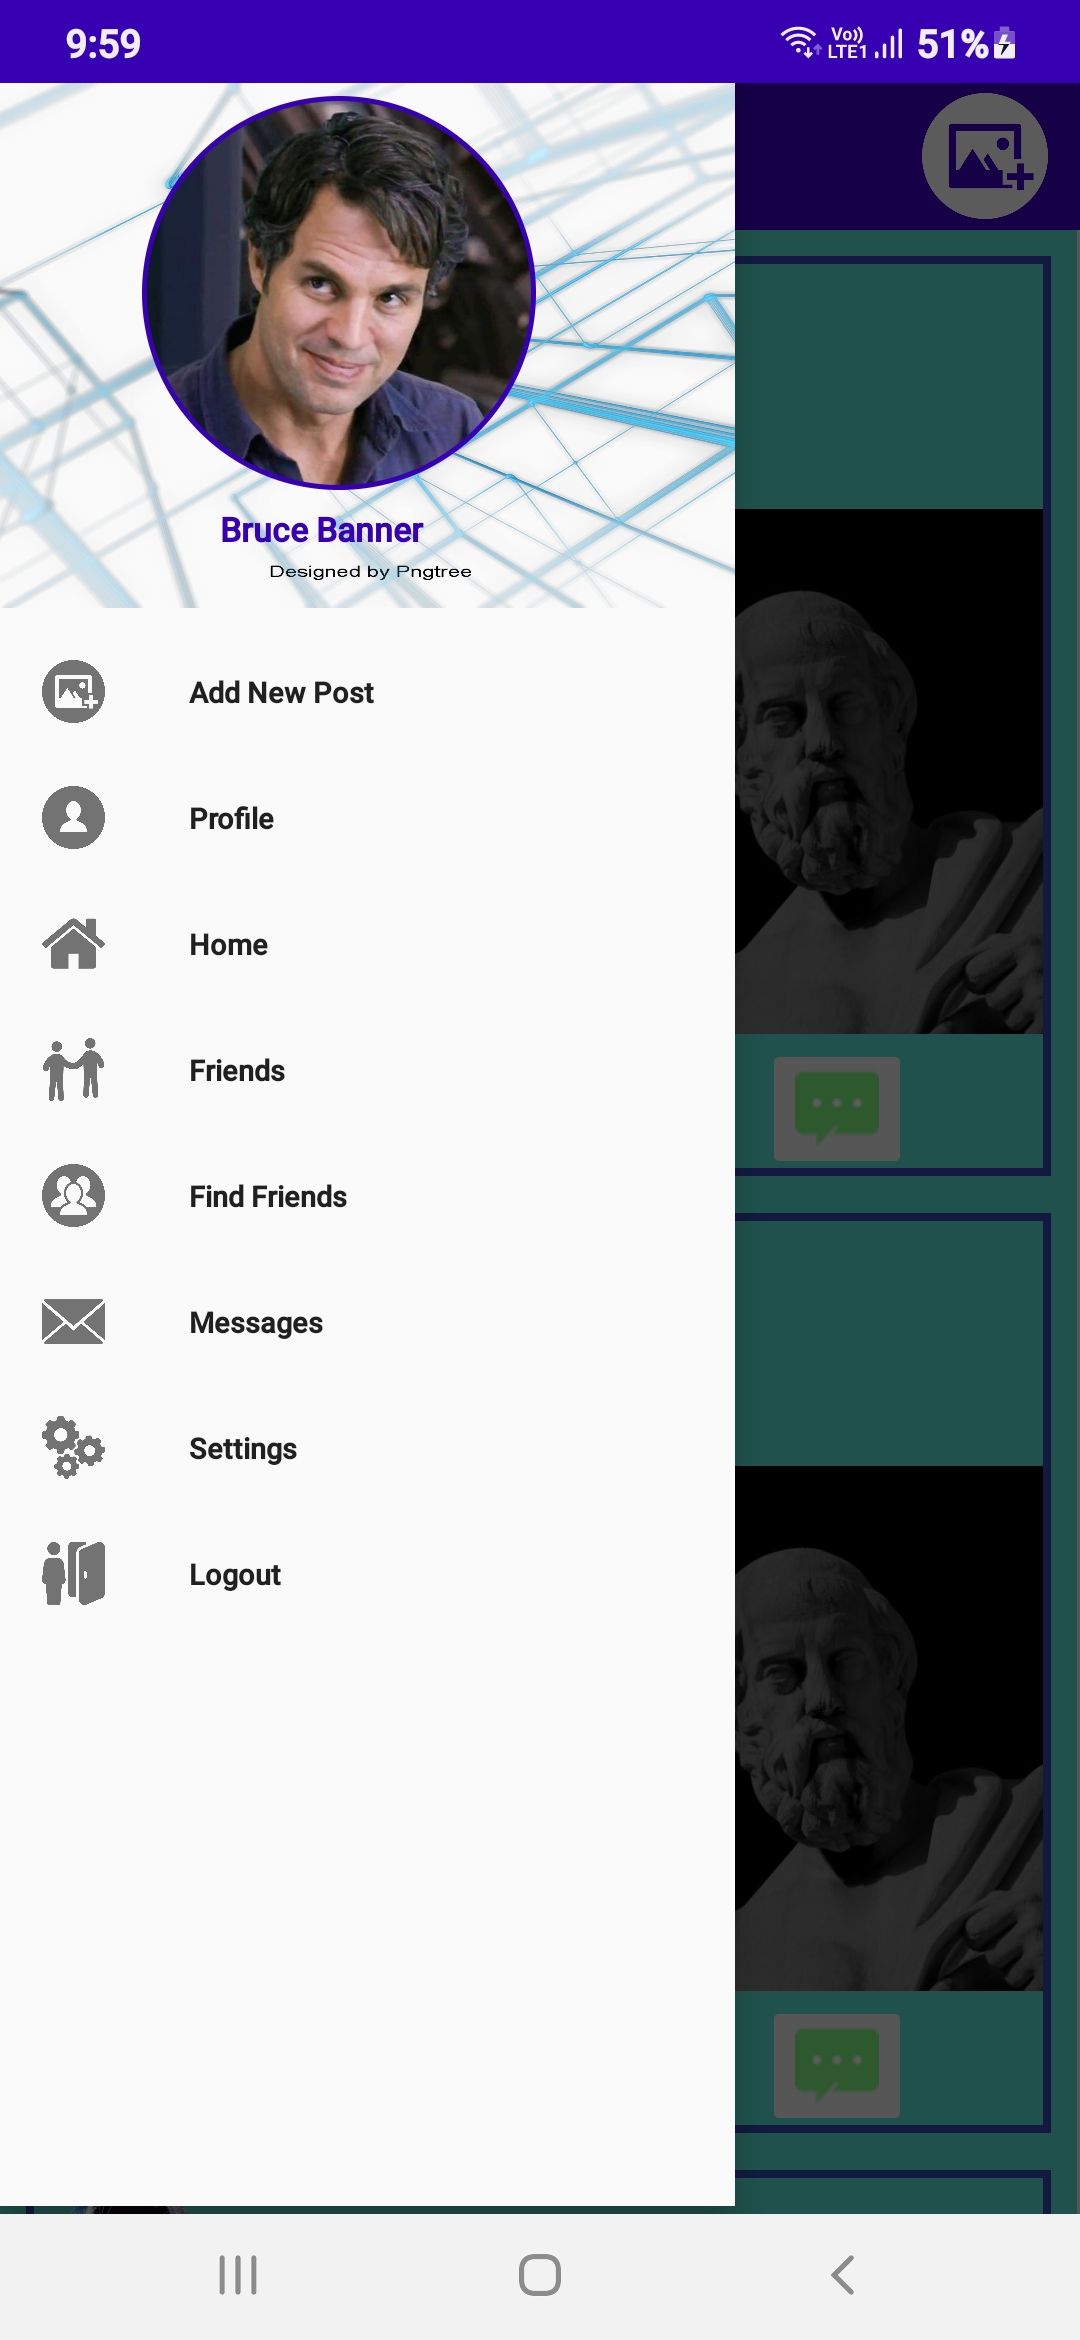 9:59
Vo))
LTE1
51%
Bruce Banner
Designed by Pngtree
Add New Post
Profile
Home
Friends
Find Friends
Messages
Settings
Logout